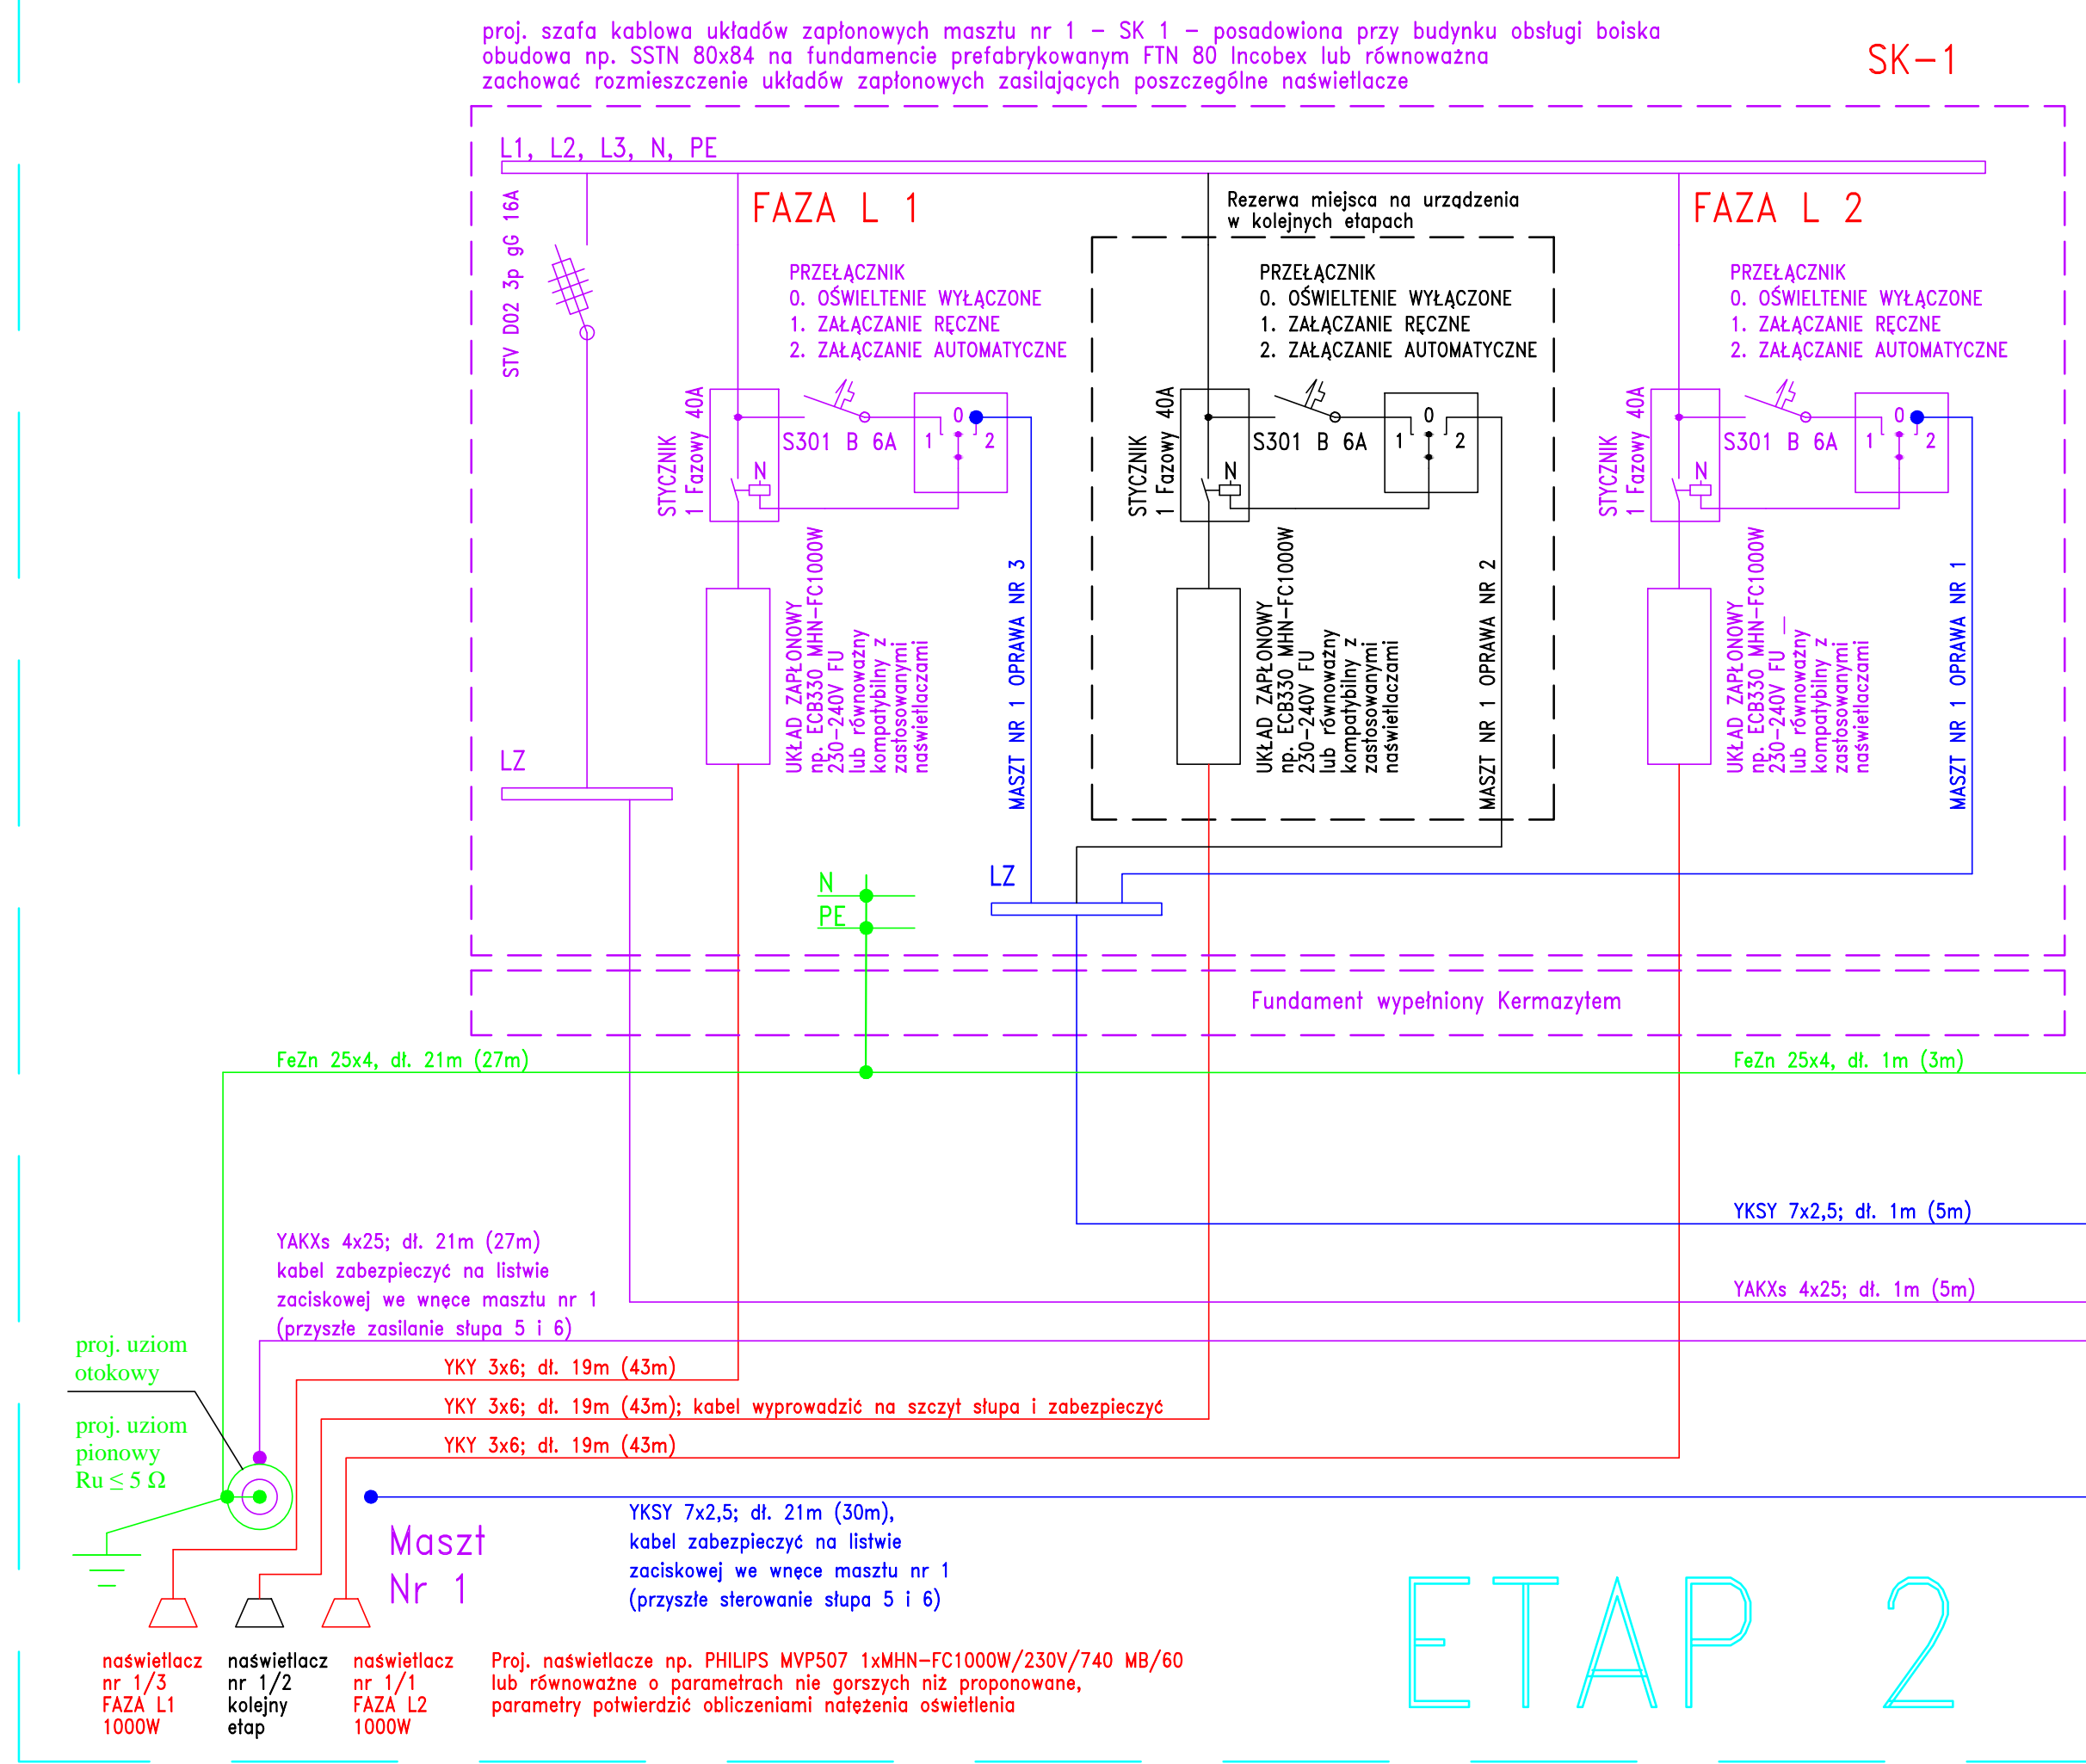 proj. szafa kablowa układów zapłonowych masztu nr 1 – SK 1 – posadowiona przy budynku obsługi boiska
obudowa np. SSTN 80x84 na fundamencie prefabrykowanym FTN 80 Incobex lub równoważna
zachować rozmieszczenie układów zapłonowych zasilających poszczególne naświetlacze
SK–1
L1, L2, L3, N, PE
STV D02 3p gG 16A
FAZA L 1
PRZEŁĄCZNIK
0. OŚWIELTENIE WYŁĄCZONE
1. ZAŁĄCZANIE RĘCZNE
2. ZAŁĄCZANIE AUTOMATYCZNE
STYCZNIK
1 Fazowy 40A
S301 B 6A
0
1
2
N
UKŁAD ZAPŁONOWY
np. ECB330 MHN–FC1000W
230–240V FU
lub równoważny
kompatybilny z
zastosowanymi
naświetlaczami
MASZT NR 1 OPRAWA NR 3
Rezerwa miejsca na urządzenia
w kolejnych etapach
PRZEŁĄCZNIK
0. OŚWIELTENIE WYŁĄCZONE
1. ZAŁĄCZANIE RĘCZNE
2. ZAŁĄCZANIE AUTOMATYCZNE
STYCZNIK
1 Fazowy 40A
S301 B 6A
0
1
2
N
UKŁAD ZAPŁONOWY
np. ECB330 MHN–FC1000W
230–240V FU
lub równoważny
kompatybilny z
zastosowanymi
naświetlaczami
MASZT NR 1 OPRAWA NR 2
FAZA L 2
PRZEŁĄCZNIK
0. OŚWIELTENIE WYŁĄCZONE
1. ZAŁĄCZANIE RĘCZNE
2. ZAŁĄCZANIE AUTOMATYCZNE
STYCZNIK
1 Fazowy 40A
S301 B 6A
0
1
2
N
UKŁAD ZAPŁONOWY
np. ECB330 MHN–FC1000W
230–240V FU —
lub równoważny
kompatybilny z
zastosowanymi
naświetlaczami
MASZT NR 1 OPRAWA NR 1
LZ
N
PE
LZ
Fundament wypełniony Kermazytem
FeZn 25x4, dł. 21m (27m)
FeZn 25x4, dł. 1m (3m)
YKSY 7x2,5; dł. 1m (5m)
YAKXs 4x25; dł. 21m (27m)
kabel zabezpieczyć na listwie
zaciskowej we wnęce masztu nr 1
(przyszłe zasilanie słupa 5 i 6)
YAKXs 4x25; dł. 1m (5m)
proj. uziom
otokowy
proj. uziom
pionowy
Ru ≤ 5 Ω
YKY 3x6; dł. 19m (43m)
YKY 3x6; dł. 19m (43m); kabel wyprowadzić na szczyt słupa i zabezpieczyć
YKY 3x6; dł. 19m (43m)
Maszt
Nr 1
YKSY 7x2,5; dł. 21m (30m),
kabel zabezpieczyć na listwie
zaciskowej we wnęce masztu nr 1
(przyszłe sterowanie słupa 5 i 6)
ETAP 2
naświetlacz
nr 1/3
FAZA L1
1000W
naświetlacz
nr 1/2
kolejny
etap
naświetlacz
nr 1/1
FAZA L2
1000W
Proj. naświetlacze np. PHILIPS MVP507 1xMHN–FC1000W/230V/740 MB/60
lub równoważne o parametrach nie gorszych niż proponowane,
parametry potwierdzić obliczeniami natężenia oświetlenia